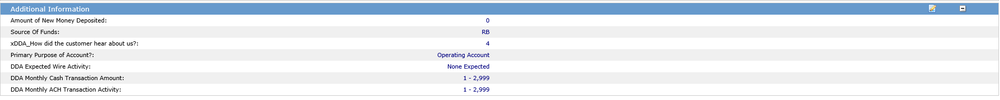 Additional Information
Amount of New Money Deposited: 0
Source Of Funds: RB
xDDA_How did the customer hear about us?: 4
Primary Purpose of Account?: Operating Account
DDA Expected Wire Activity: None Expected
DDA Monthly Cash Transaction Amount: 1 - 2,999
DDA Monthly ACH Transaction Activity: 1 - 2,999